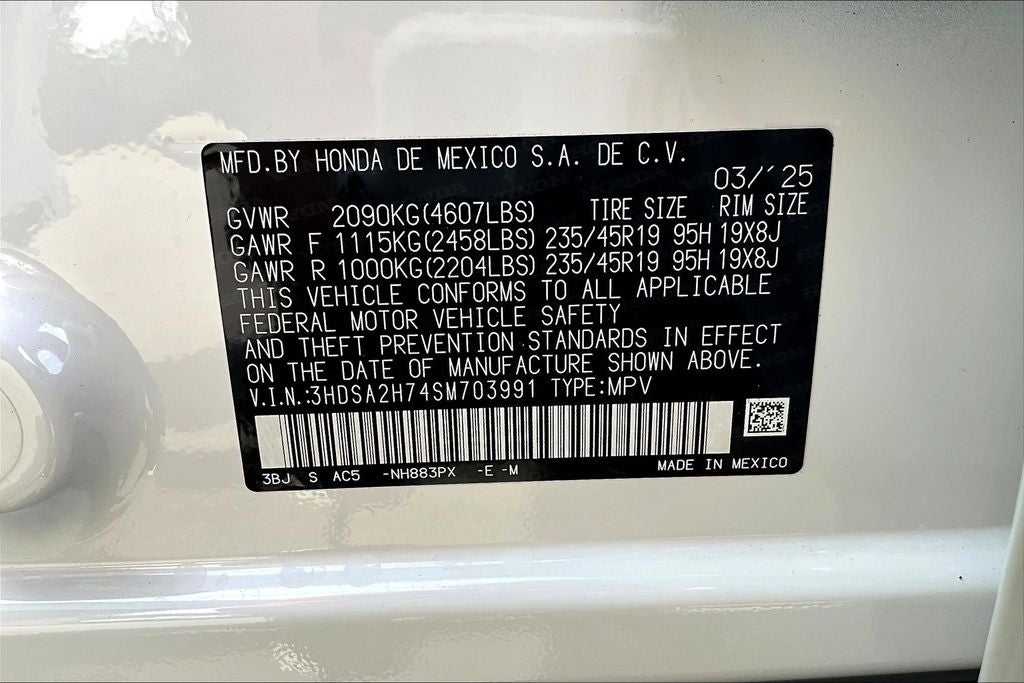 MFD.BY HONDA DE MEXICO S.A. DE C.V.
03/'25
GVWR 2090KG(4607LBS) TIRE SIZE RIM SIZE
GAWR F 1115KG(2458LBS) 235/45R19 95H 19X8J
GAWR R 1000KG(2204LBS) 235/45R19 95H 19X8J
THIS VEHICLE CONFORMS TO ALL APPLICABLE
FEDERAL MOTOR VEHICLE SAFETY
AND THEFT PREVENTION STANDARDS IN EFFECT
ON THE DATE OF MANUFACTURE SHOWN ABOVE.
V.I.N.:3HDSA2H74SM703991 TYPE:MPV
3BJ S AC5 -NH883PX -E -M MADE IN MEXICO